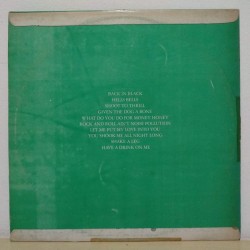 BACK IN BLACK
HELLS BELLS
SHOOT TO THRILL
GIVEN THE DOG A BONE
WHAT DO YOU DO FOR MONEY HONEY
ROCK AND ROLL AIN'T NOISE POLLUTION
LET ME PUT MY LOVE INTO YOU
YOU SHOOK ME ALL NIGHT LONG
SHAKE A LEG
HAVE A DRINK ON ME